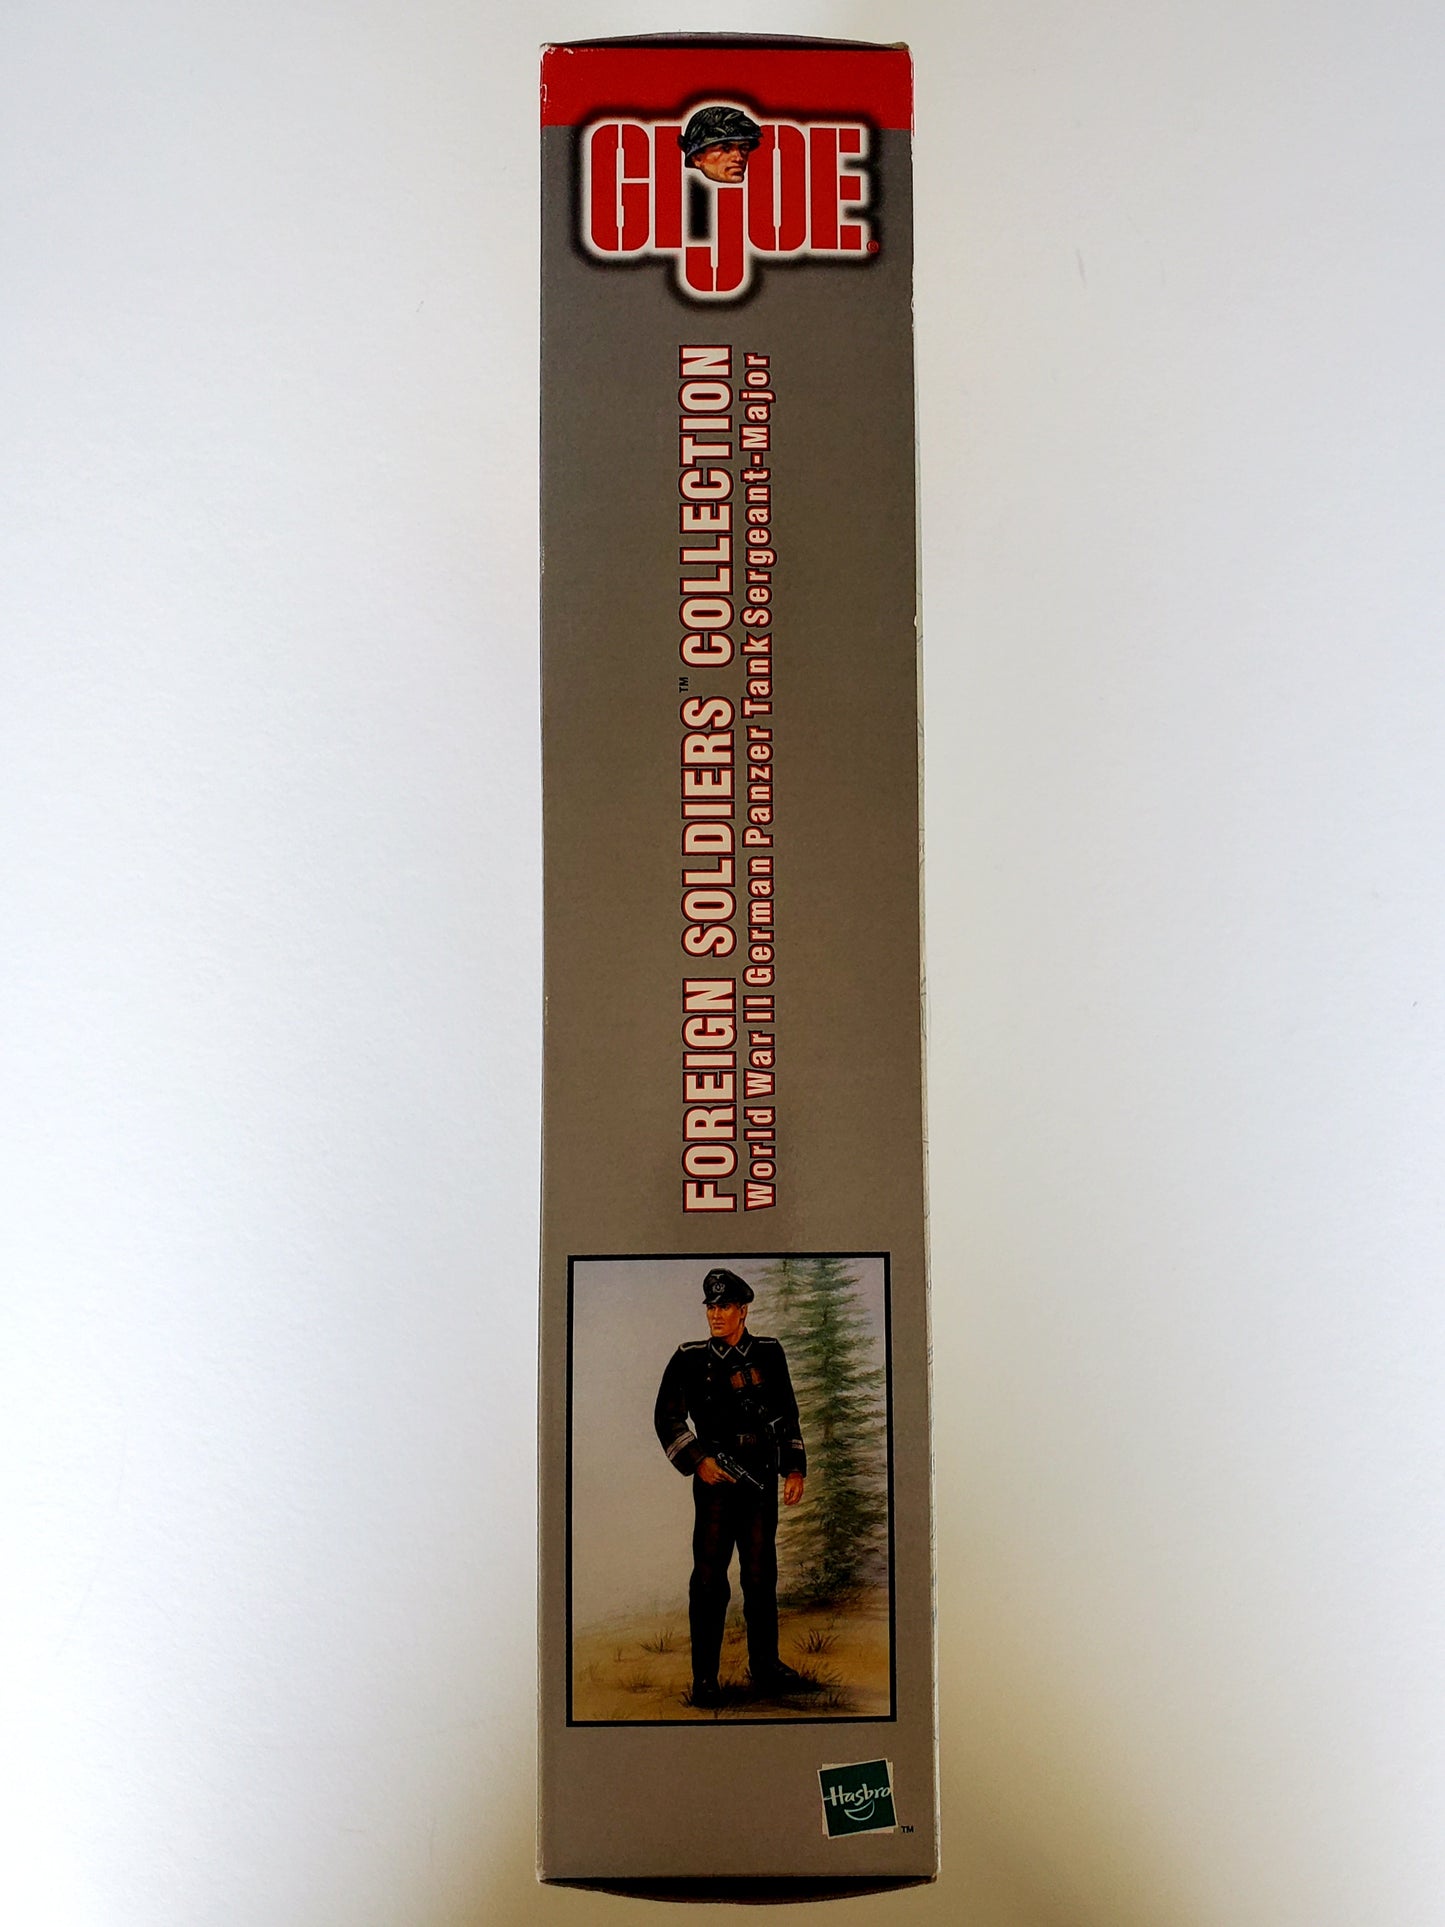 GI JOE®
FOREIGN SOLDIERS™ COLLECTION
World War II German Panzer Tank Sergeant-Major
Hasbro
™